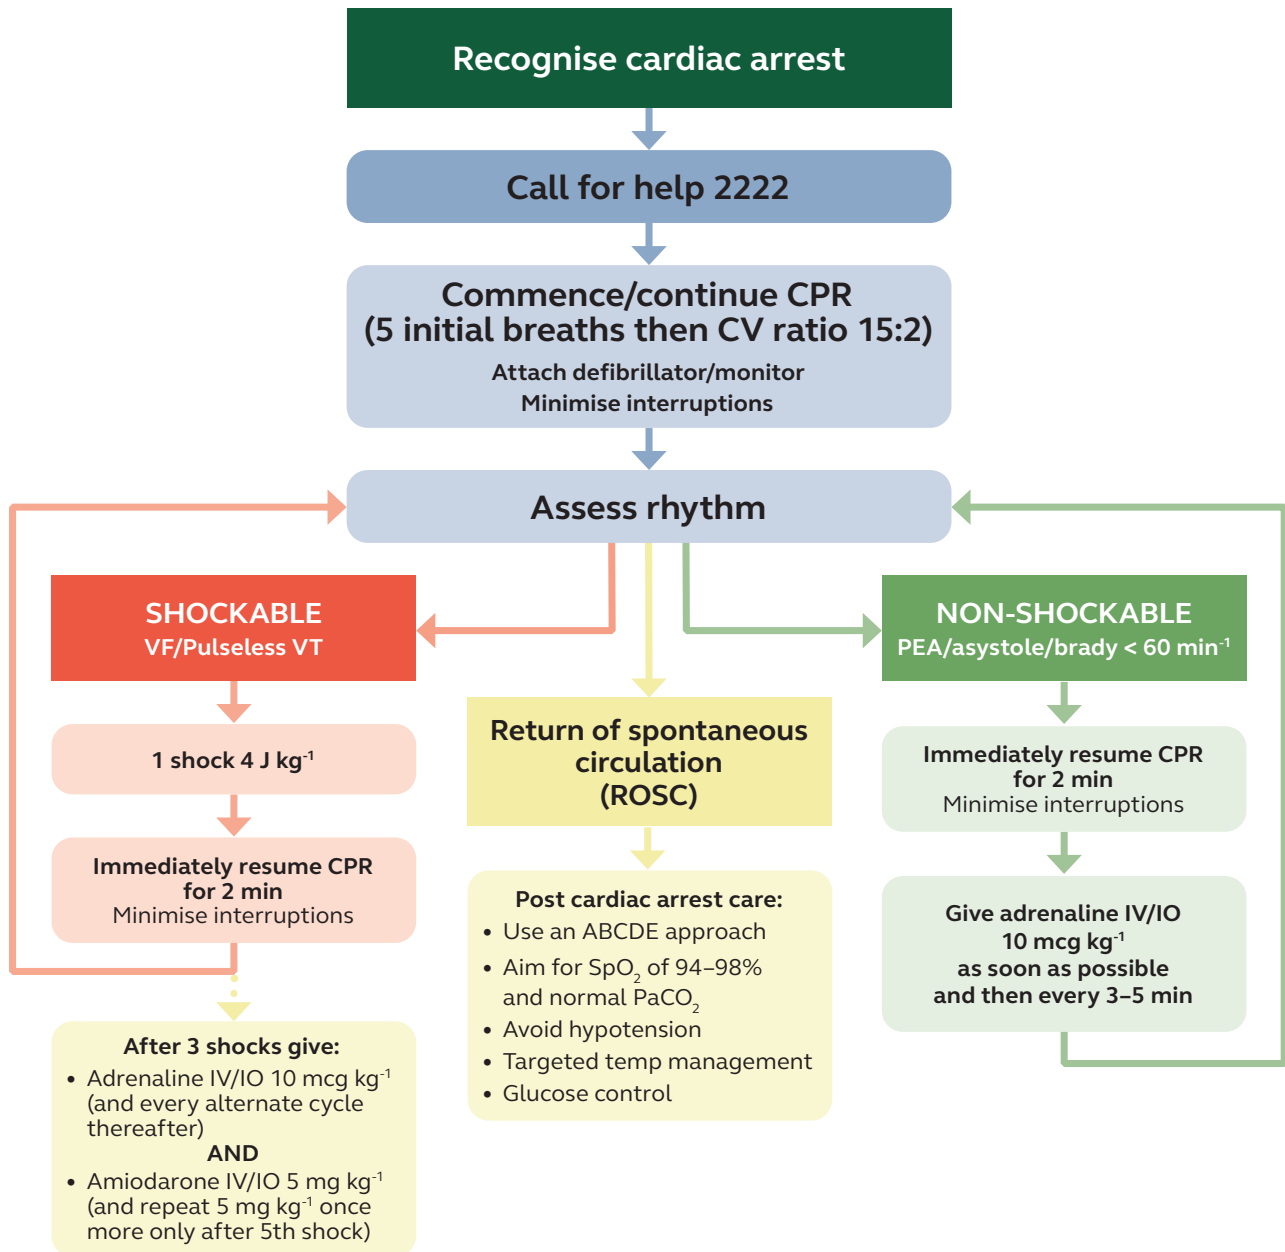 Recognise cardiac arrest
Call for help 2222
Commence/continue CPR
(5 initial breaths then CV ratio 15:2)
Attach defibrillator/monitor
Minimise interruptions
Assess rhythm
SHOCKABLE
VF/Pulseless VT
1 shock 4 J kg⁻¹
Immediately resume CPR
for 2 min
Minimise interruptions
After 3 shocks give:
• Adrenaline IV/IO 10 mcg kg⁻¹
(and every alternate cycle
thereafter)
AND
• Amiodarone IV/IO 5 mg kg⁻¹
(and repeat 5 mg kg⁻¹ once
more only after 5th shock)
Return of spontaneous
circulation
(ROSC)
Post cardiac arrest care:
• Use an ABCDE approach
• Aim for SpO₂ of 94–98%
and normal PaCO₂
• Avoid hypotension
• Targeted temp management
• Glucose control
NON-SHOCKABLE
PEA/asystole/brady < 60 min⁻¹
Immediately resume CPR
for 2 min
Minimise interruptions
Give adrenaline IV/IO
10 mcg kg⁻¹
as soon as possible
and then every 3–5 min